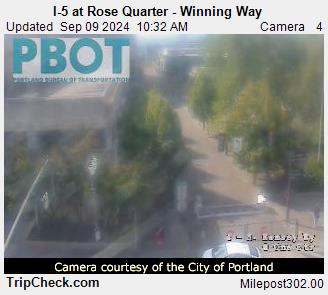 I-5 at Rose Quarter - Winning Way
Updated Sep 09 2024 10:32 AM Camera 4
PBOT
PORTLAND BUREAU OF TRANSPORTATION
Camera courtesy of the City of Portland
TripCheck.com Milepost302.00